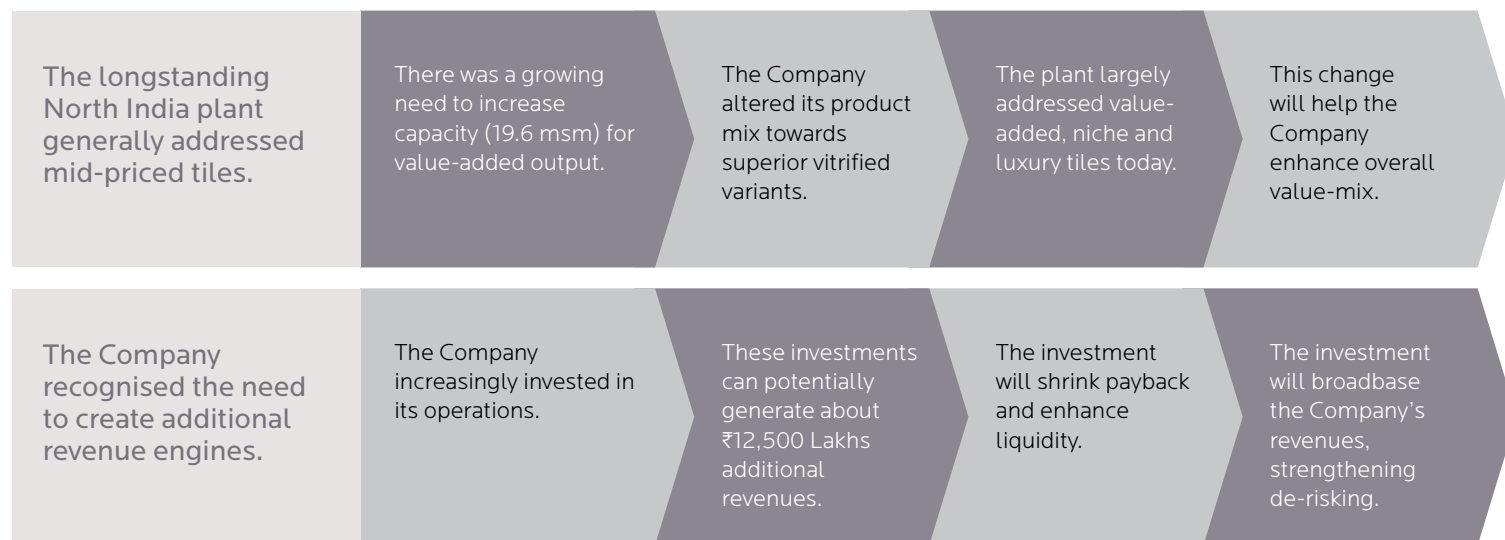 The longstanding
North India plant
generally addressed
mid-priced tiles.
There was a growing
need to increase
capacity (19.6 msm) for
value-added output.
The Company
altered its product
mix towards
superior vitrified
variants.
The plant largely
addressed value-
added, niche and
luxury tiles today.
This change
will help the
Company
enhance overall
value-mix.
The Company
recognised the need
to create additional
revenue engines.
The Company
increasingly invested in
its operations.
These investments
can potentially
generate about
₹12,500 Lakhs
additional
revenues.
The investment
will shrink payback
and enhance
liquidity.
The investment
will broadbase
the Company’s
revenues,
strengthening
de-risking.